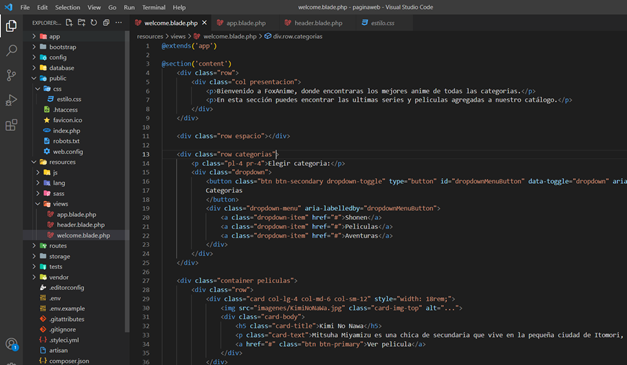 File Edit Selection View Go Run Terminal Help
welcome.blade.php - paginaweb - Visual Studio Code
EXPLORER...
welcome.blade.php
app.blade.php
header.blade.php
estilo.css
resources > views > welcome.blade.php > div.row.categorias
app
bootstrap
config
database
public
css
estilo.css
.htaccess
favicon.ico
index.php
robots.txt
web.config
resources
js
lang
sass
views
app.blade.php
header.blade.php
welcome.blade.php
routes
storage
tests
vendor
.editorconfig
.env
.env.example
.gitattributes
.gitignore
.styleci.yml
artisan
composer.json
1 @extends('app')
2
3 @section('content')
4 <div class="row">
5 <div class="col presentacion">
6 <p>Bienvenido a FoxAnime, donde encontraras los mejores anime de todas las categorias.</p>
7 <p>En esta sección puedes encontrar las ultimas series y peliculas agregadas a nuestro catálogo.</p>
8 </div>
9 </div>
10
11 <div class="row espacio"></div>
12
13 <div class="row categorias">
14 <p class="pl-4 pr-4">Elegir categoria:</p>
15 <div class="dropdown">
16 <button class="btn btn-secondary dropdown-toggle" type="button" id="dropdownMenuButton" data-toggle="dropdown" aria
17 Categorias
18 </button>
19 <div class="dropdown-menu" aria-labelledby="dropdownMenuButton">
20 <a class="dropdown-item" href="#">Shonen</a>
21 <a class="dropdown-item" href="#">Peliculas</a>
22 <a class="dropdown-item" href="#">Aventuras</a>
23 </div>
24 </div>
25 </div>
26
27 <div class="container peliculas">
28 <div class="row">
29 <div class="card col-lg-4 col-md-6 col-sm-12" style="width: 18rem;">
30 <img src="imagenes/KimiNoNawa.jpg" class="card-img-top" alt="...">
31 <div class="card-body">
32 <h5 class="card-title">Kimi No Nawa</h5>
33 <p class="card-text">Mitsuha Miyamizu es una chica de secundaria que vive en la pequeña ciudad de Itomori,
34 <a href="#" class="btn btn-primary">Ver pelicula</a>
35 </div>
36 </div>